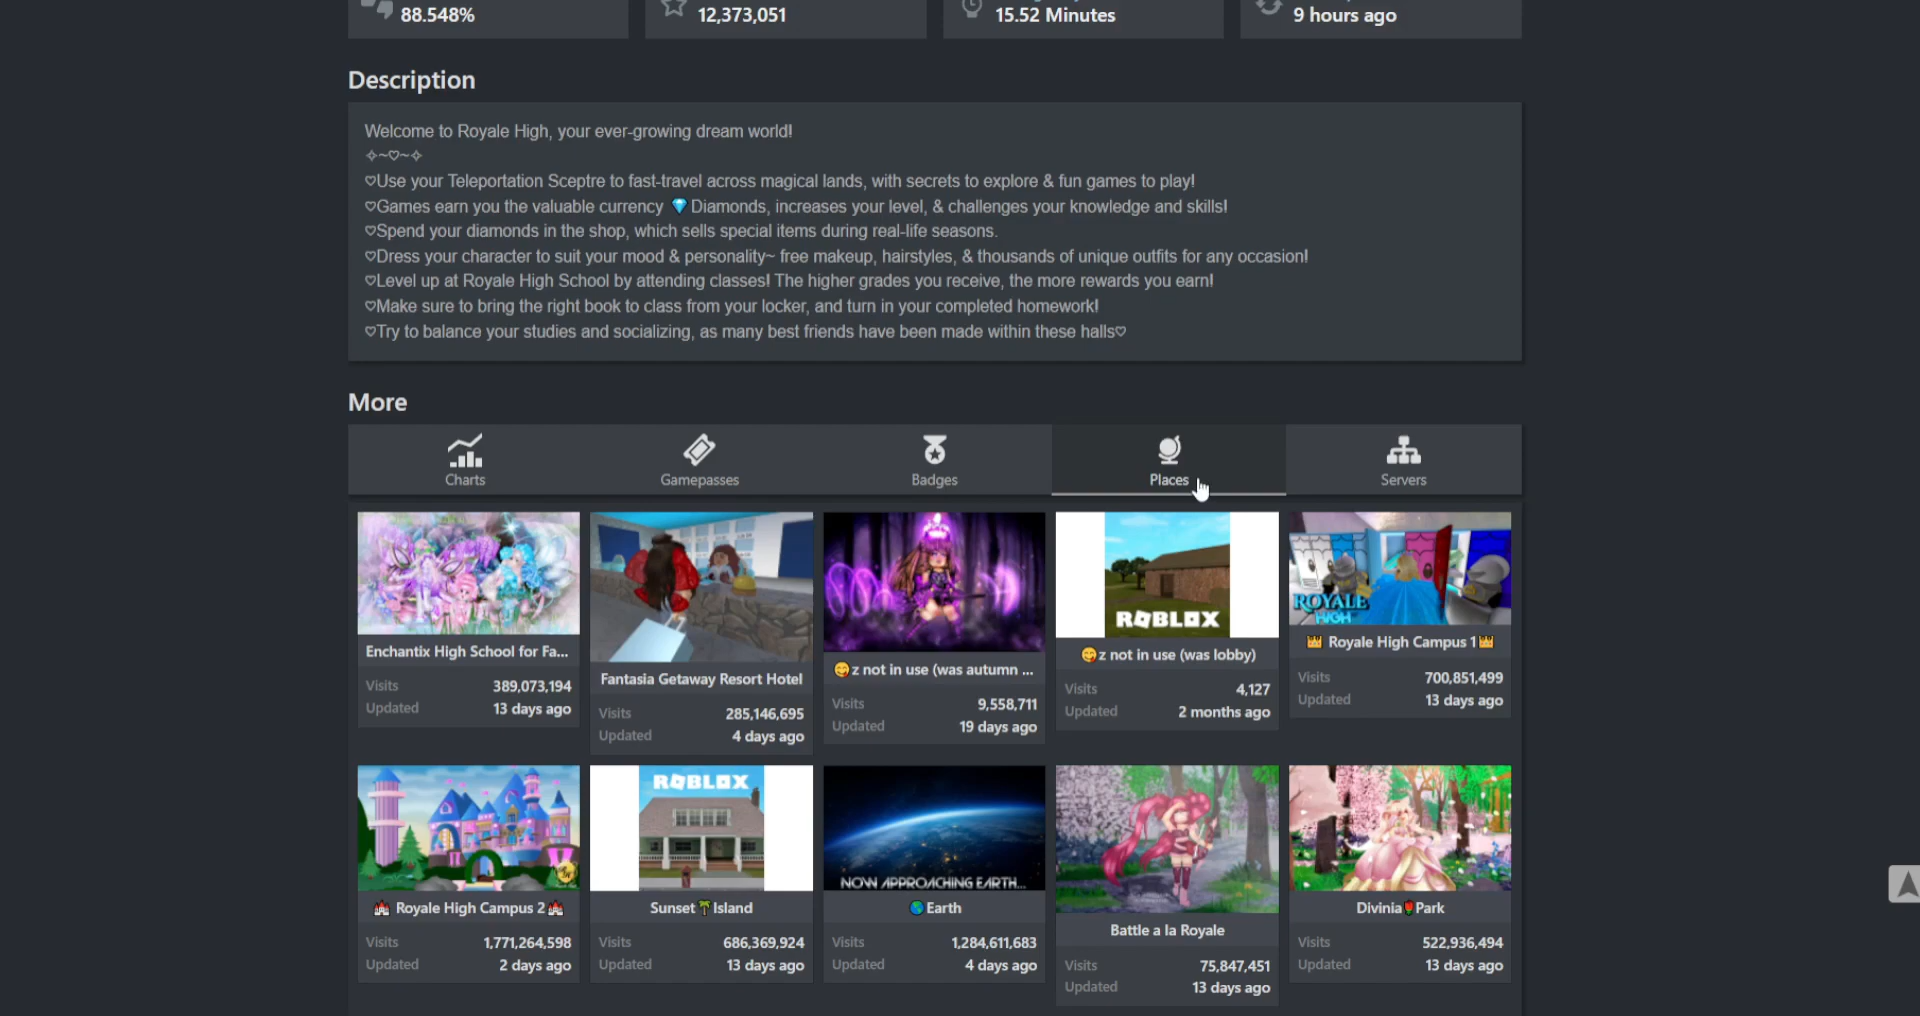 88.548%
12,373,051
15.52 Minutes
9 hours ago
Description
Welcome to Royale High, your ever-growing dream world!
✧~♡~✧
♡Use your Teleportation Sceptre to fast-travel across magical lands, with secrets to explore & fun games to play!
♡Games earn you the valuable currency 💎 Diamonds, increases your level, & challenges your knowledge and skills!
♡Spend your diamonds in the shop, which sells special items during real-life seasons.
♡Dress your character to suit your mood & personality~ free makeup, hairstyles, & thousands of unique outfits for any occasion!
♡Level up at Royale High School by attending classes! The higher grades you receive, the more rewards you earn!
♡Make sure to bring the right book to class from your locker, and turn in your completed homework!
♡Try to balance your studies and socializing, as many best friends have been made within these halls♡
More
Charts
Gamepasses
Badges
Places
Servers
Enchantix High School for Fa...
Visits 389,073,194
Updated 13 days ago
Fantasia Getaway Resort Hotel
Visits 285,146,695
Updated 4 days ago
😋z not in use (was autumn ...
Visits 9,558,711
Updated 19 days ago
ROBLOX
😋z not in use (was lobby)
Visits 4,127
Updated 2 months ago
ROYALE
HIGH
👑 Royale High Campus 1👑
Visits 700,851,499
Updated 13 days ago
🏰 Royale High Campus 2🏰
Visits 1,771,264,598
Updated 2 days ago
ROBLOX
Sunset🌴Island
Visits 686,369,924
Updated 13 days ago
NOW APPROACHING EARTH...
🌎Earth
Visits 1,284,611,683
Updated 4 days ago
Battle a la Royale
Visits 75,847,451
Updated 13 days ago
Divinia🌷Park
Visits 522,936,494
Updated 13 days ago